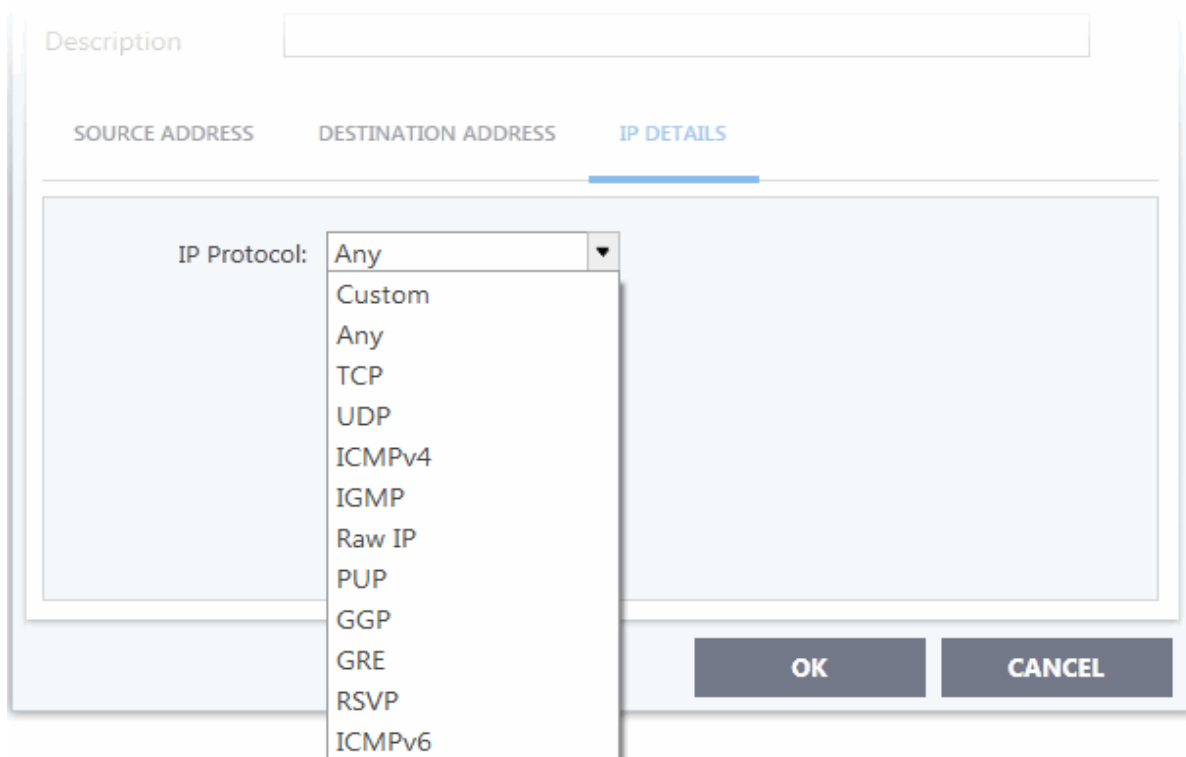 Description
SOURCE ADDRESS DESTINATION ADDRESS IP DETAILS
IP Protocol: Any
Custom
Any
TCP
UDP
ICMPv4
IGMP
Raw IP
PUP
GGP
GRE
OK CANCEL
RSVP
ICMPv6